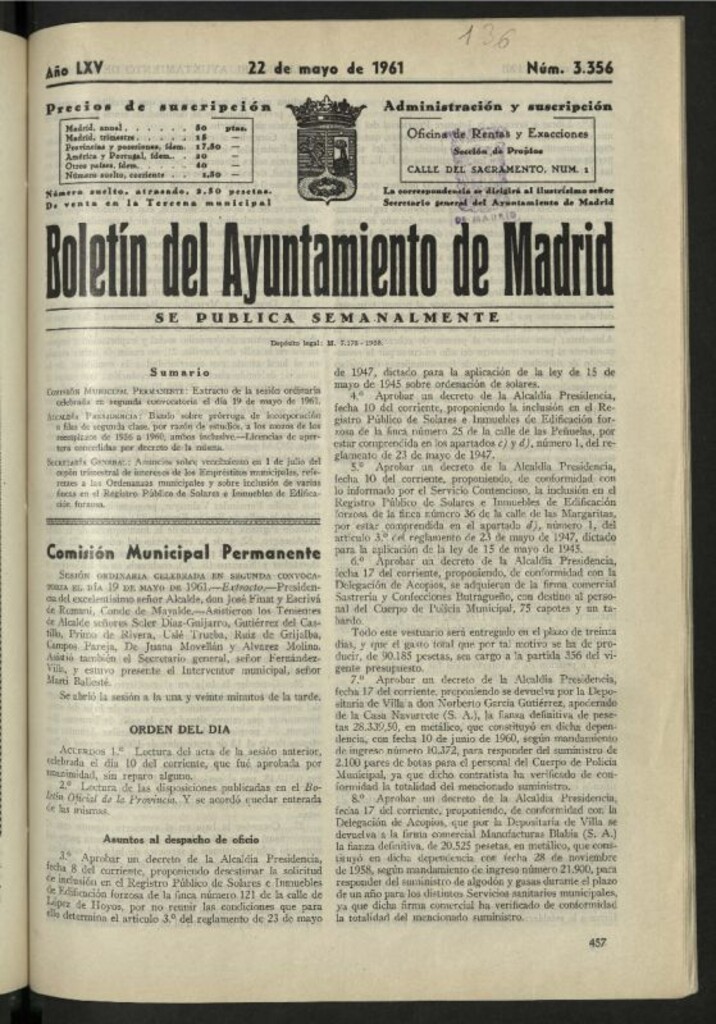 136
Año LXV 22 de mayo de 1961 Núm. 3.356
Precios de suscripción
Madrid, anual, . . . . . 50 ptas.
Madrid, trimestre . . . . . 15 —
Provincias y posesiones, ídem. 17,50 —
América y Portugal, ídem. . 20 —
Otros países, ídem. . . . 40 —
Número suelto, corriente . . 1,50 —
Número suelto, atrasado, 2,50 pesetas.
De venta en la Tercena municipal
Administración y suscripción
Oficina de Rentas y Exacciones
Sección de Propios
CALLE DEL SACRAMENTO, NUM. 1
La correspondencia se dirigirá al ilustrísimo señor
Secretario general del Ayuntamiento de Madrid
DE MADRID
Boletín del Ayuntamiento de Madrid
SE PUBLICA SEMANALMENTE
Depósito legal: M. 7.178-1958.
Sumario
COMISIÓN MUNICIPAL PERMANENTE: Extracto de la sesión ordinaria
celebrada en segunda convocatoria el día 19 de mayo de 1961.
ALCALDÍA PRESIDENCIA: Bando sobre prórroga de incorporación
a filas de segunda clase, por razón de estudios, a los mozos de los
reemplazos de 1956 a 1960, ambos inclusive.—Licencias de aper-
tura concedidas por decreto de la misma.
SECRETARÍA GENERAL: Anuncios sobre vencimiento en 1 de julio del
cupón trimestral de intereses de los Empréstitos municipales, refe-
rentes a las Ordenanzas municipales y sobre inclusión de varias
fincas en el Registro Público de Solares e Inmuebles de Edifica-
ción forzosa.
Comisión Municipal Permanente
SESIÓN ORDINARIA CELEBRADA EN SEGUNDA CONVOCA-
TORIA EL DÍA 19 DE MAYO DE 1961.—Extracto.—Presiden-
cia del excelentísimo señor Alcalde, don José Finat y Escrivá
de Romaní, Conde de Mayalde.—Asistieron los Tenientes
de Alcalde señores Soler Díaz-Guijarro, Gutiérrez del Cas-
tillo, Primo de Rivera, Calé Trueba, Ruiz de Grijalba,
Campos Pareja, De Juana Movellán y Alvarez Molina.
Asistió también el Secretario general, señor Fernández-
Villa, y estuvo presente el Interventor municipal, señor
Martí Ballesté.
Se abrió la sesión a la una y veinte minutos de la tarde.
ORDEN DEL DIA
ACUERDOS 1.º Lectura del acta de la sesión anterior,
celebrada el día 10 del corriente, que fué aprobada por
unanimidad, sin reparo alguno.
2.º Lectura de las disposiciones publicadas en el Bo-
letín Oficial de la Provincia. Y se acordó quedar enterada
de las mismas.
Asuntos al despacho de oficio
3.º Aprobar un decreto de la Alcaldía Presidencia,
fecha 8 del corriente, proponiendo desestimar la solicitud
de inclusión en el Registro Público de Solares e Inmuebles
de Edificación forzosa de la finca número 121 de la calle de
López de Hoyos, por no reunir las condiciones que para
ello determina el artículo 3.º del reglamento de 23 de mayo
de 1947, dictado para la aplicación de la ley de 15 de
mayo de 1945 sobre ordenación de solares.
4.º Aprobar un decreto de la Alcaldía Presidencia,
fecha 10 del corriente, proponiendo la inclusión en el Re-
gistro Público de Solares e Inmuebles de Edificación for-
zosa de la finca número 25 de la calle de las Peñuelas, por
estar comprendida en los apartados c) y d), número 1, del re-
glamento de 23 de mayo de 1947.
5.º Aprobar un decreto de la Alcaldía Presidencia,
fecha 10 del corriente, proponiendo, de conformidad con
lo informado por el Servicio Contencioso, la inclusión en el
Registro Público de Solares e Inmuebles de Edificación
forzosa de la finca número 36 de la calle de las Margaritas,
por estar comprendida en el apartado d), número 1, del
artículo 3.º del reglamento de 23 de mayo de 1947, dictado
para la aplicación de la ley de 15 de mayo de 1945.
6.º Aprobar un decreto de la Alcaldía Presidencia,
fecha 17 del corriente, proponiendo, de conformidad con la
Delegación de Acopios, se adquieran de la firma comercial
Sastrería y Confecciones Butragueño, con destino al perso-
nal del Cuerpo de Policía Municipal, 75 capotes y un ta-
bardo.
Todo este vestuario será entregado en el plazo de treinta
días, y que el gasto total que por tal motivo se ha de pro-
ducir, de 90.185 pesetas, sea cargo a la partida 356 del vi-
gente presupuesto.
7.º Aprobar un decreto de la Alcaldía Presidencia,
fecha 17 del corriente, proponiendo se devuelva por la Depo-
sitaría de Villa a don Norberto García Gutiérrez, apoderado
de la Casa Navarrete (S. A.), la fianza definitiva de pese-
tas 28.339,50, en metálico, que constituyó en dicha depen-
dencia, con fecha 10 de junio de 1960, según mandamiento
de ingreso número 10.372, para responder del suministro de
2.100 pares de botas para el personal del Cuerpo de Policía
Municipal, ya que dicho contratista ha verificado de con-
formidad la totalidad del mencionado suministro.
8.º Aprobar un decreto de la Alcaldía Presidencia,
fecha 17 del corriente, proponiendo, de conformidad con la
Delegación de Acopios, que por la Depositaría de Villa se
devuelva a la firma comercial Manufacturas Blabia (S. A.)
la fianza definitiva, de 20.525 pesetas, en metálico, que cons-
tituyó en dicha dependencia con fecha 28 de noviembre
de 1958, según mandamiento de ingreso número 21.900, para
responder del suministro de algodón y gasas durante el plazo
de un año para los distintos Servicios sanitarios municipales,
ya que dicha firma comercial ha verificado de conformidad
la totalidad del mencionado suministro.
457